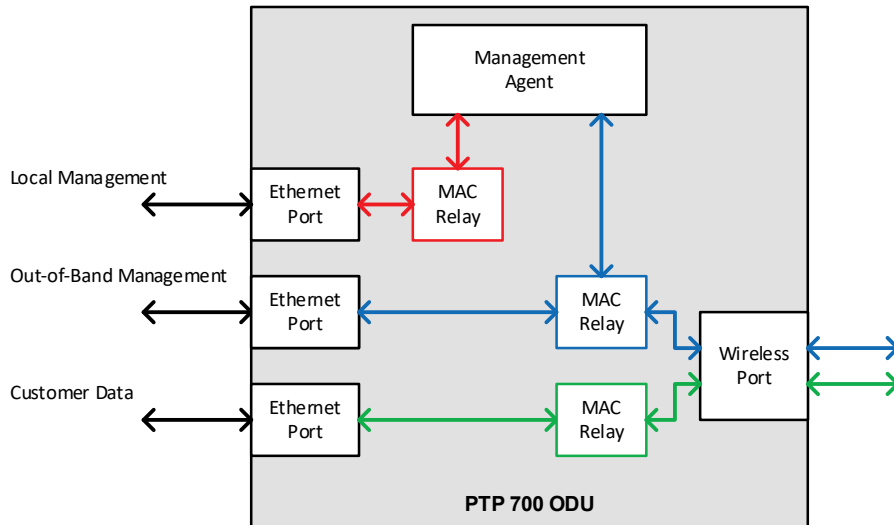 Management
Agent
Local Management
Ethernet
Port
MAC
Relay
Out-of-Band Management
Ethernet
Port
MAC
Relay
Wireless
Port
Customer Data
Ethernet
Port
MAC
Relay
PTP 700 ODU